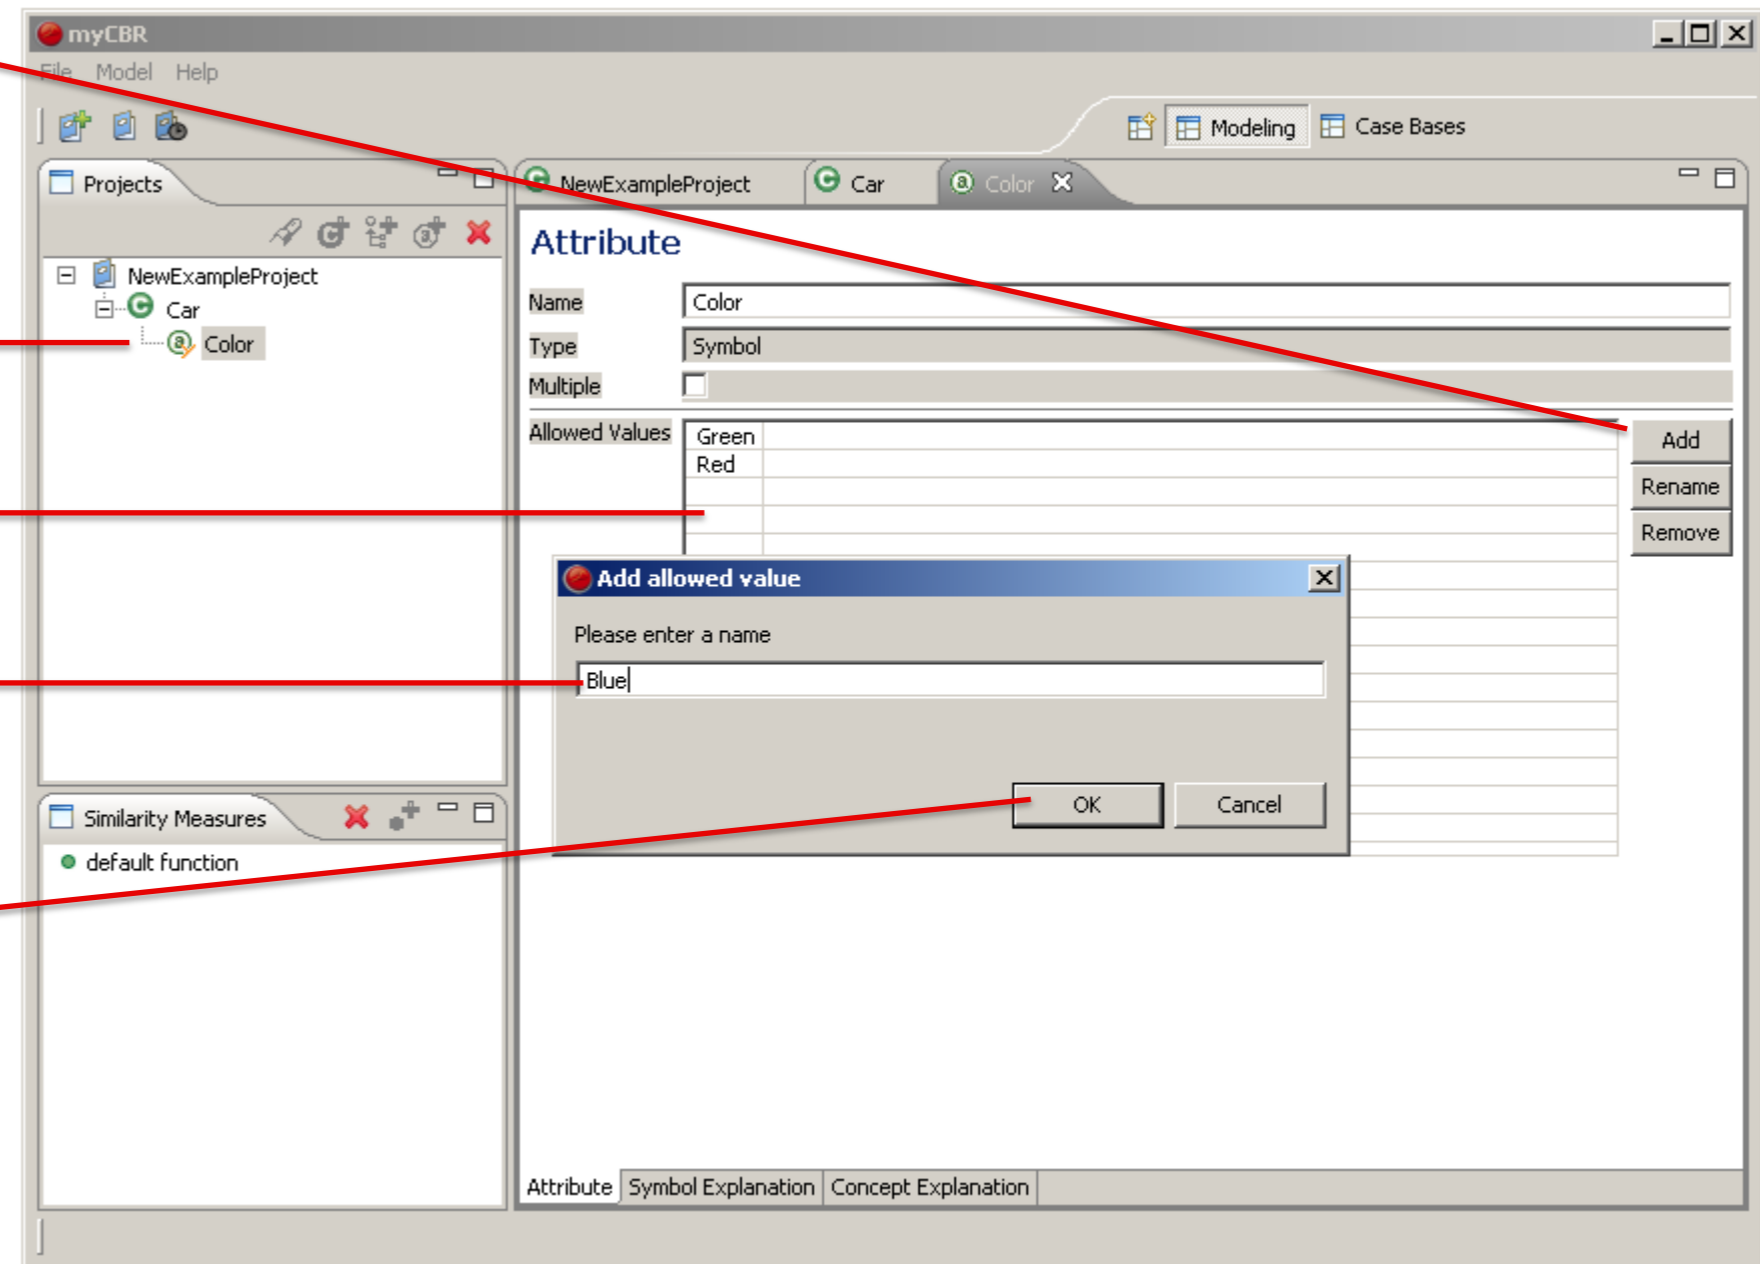 myCBR
File Model Help
Modeling Case Bases
Projects
NewExampleProject
Car
Color
NewExampleProject Car Color
Attribute
Name Color
Type Symbol
Multiple
Allowed Values Green
Red
Add
Rename
Remove
Add allowed value
Please enter a name
Blue
OK Cancel
Similarity Measures
default function
Attribute Symbol Explanation Concept Explanation